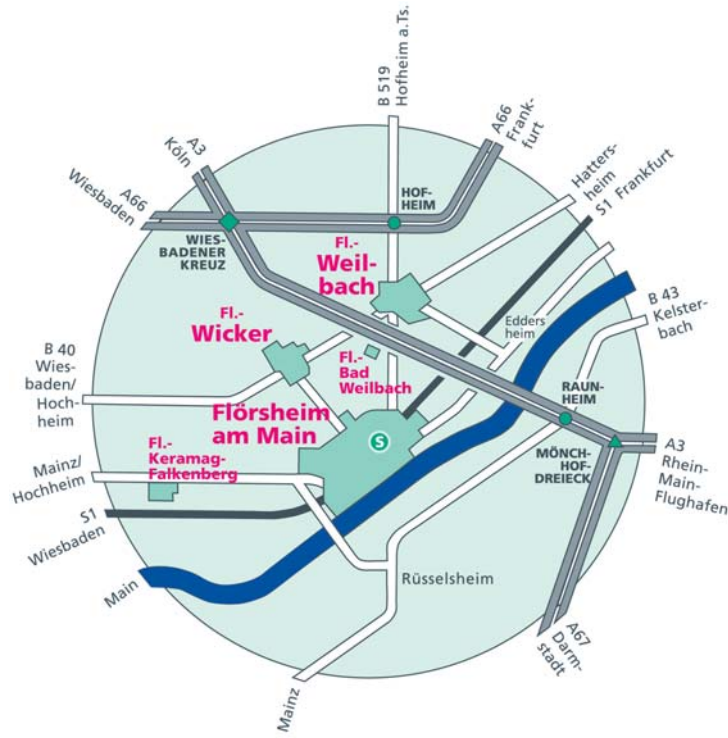 B 519
Hofheim a.Ts.
A66
Frank-
furt
A3
Köln
Hatters-
heim
S1 Frankfurt
A66
Wiesbaden
HOF-
HEIM
WIES-
BADENER
KREUZ
Fl.-
Weil-
bach
B 43
Kelster-
bach
Edders
heim
Fl.-
Wicker
B 40
Wies-
baden/
Hoch-
heim
Fl.-
Bad
Weilbach
RAUN-
HEIM
Flörsheim
am Main
S
Fl.-
Keramag-
Falkenberg
MÖNCH-
HOF-
DREIECK
A3
Rhein-
Main-
Flughafen
Mainz/
Hochheim
S1
Wiesbaden
Main
Rüsselsheim
A67
Darm-
stadt
Mainz